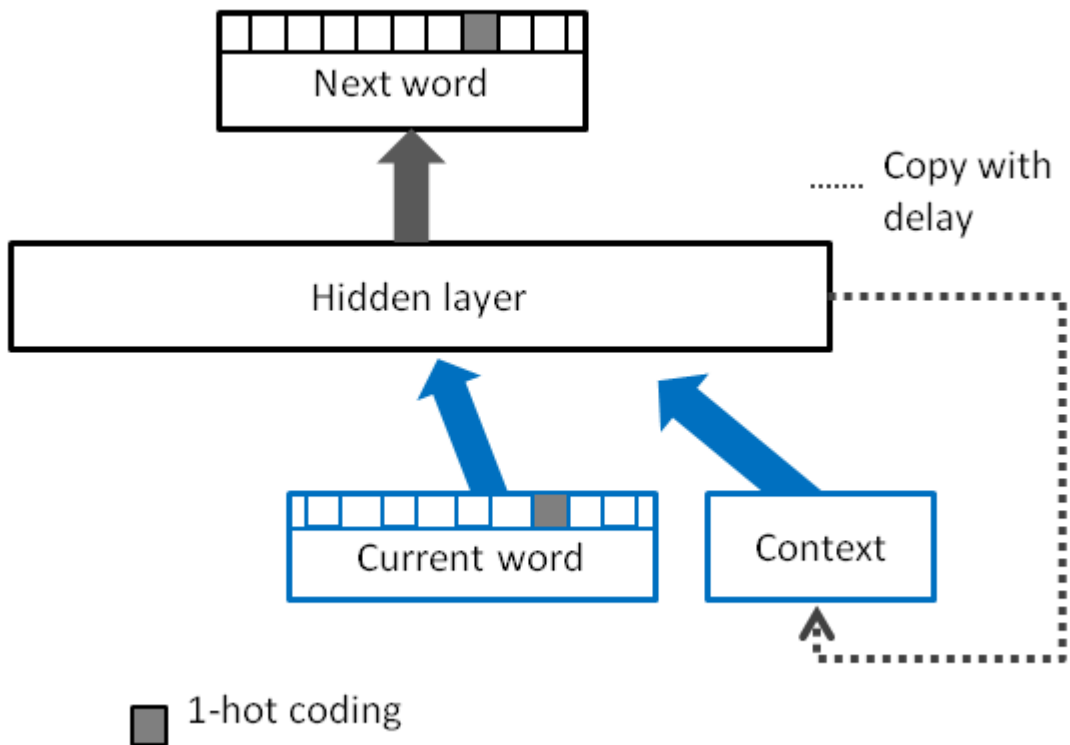 Next word
Copy with
delay
Hidden layer
Current word
Context
1-hot coding